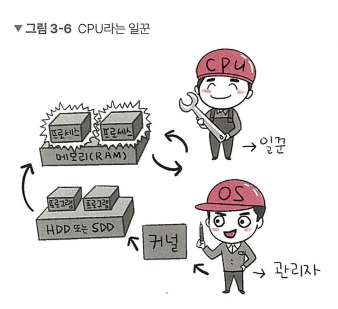 ▼ 그림 3-6 CPU라는 일꾼
CPU
프로세스 프로세스
메모리(RAM)
→ 일꾼
프로그램 프로그램
HDD 또는 SDD
OS
커널
→ 관리자